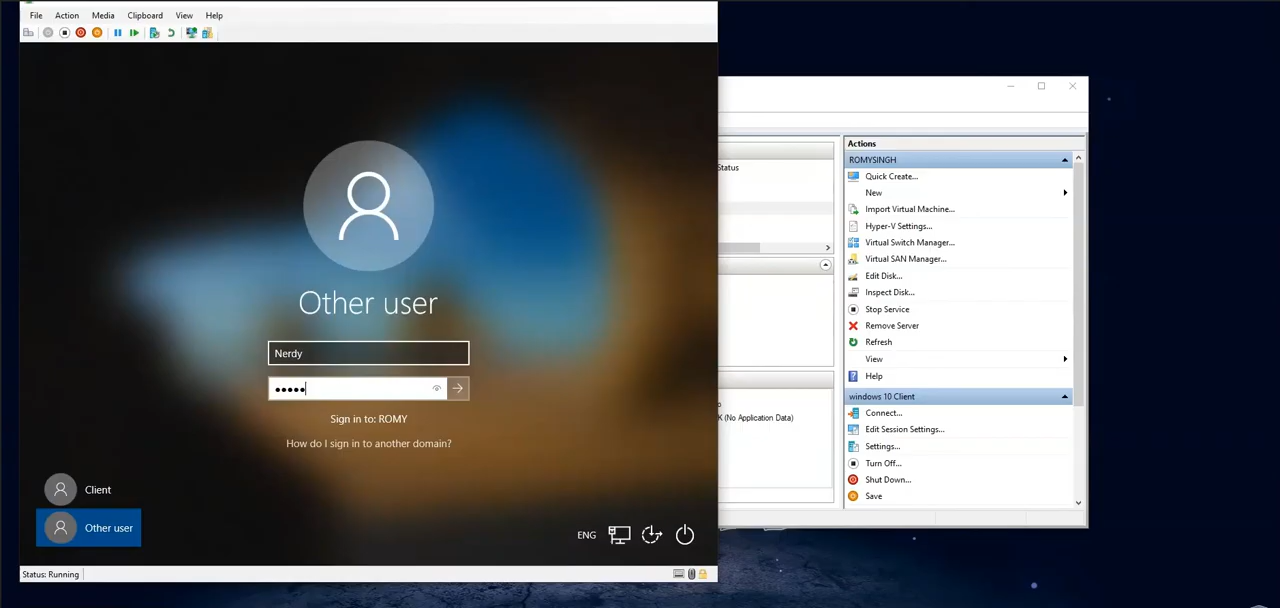 File Action Media Clipboard View Help
Other user
Nerdy
•••••
Sign in to: ROMY
How do I sign in to another domain?
Client
Other user
ENG
Status: Running
Status
(No Application Data)
Actions
ROMYSINGH
Quick Create...
New
Import Virtual Machine...
Hyper-V Settings...
Virtual Switch Manager...
Virtual SAN Manager...
Edit Disk...
Inspect Disk...
Stop Service
Remove Server
Refresh
View
Help
windows 10 Client
Connect...
Edit Session Settings...
Settings...
Turn Off...
Shut Down...
Save